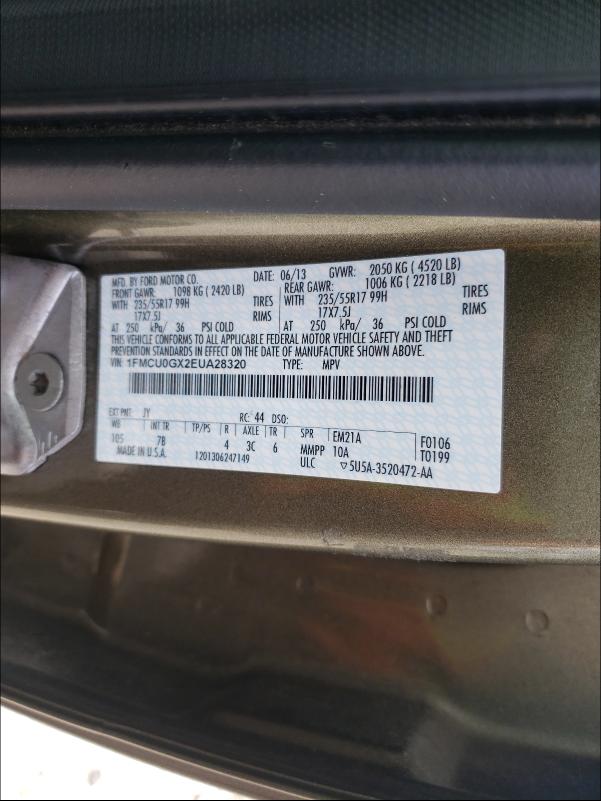 MFD. BY FORD MOTOR CO. DATE: 06/13 GVWR: 2050 KG ( 4520 LB)
FRONT GAWR: 1098 KG ( 2420 LB) REAR GAWR: 1006 KG ( 2218 LB)
WITH 235/55R17 99H TIRES WITH 235/55R17 99H TIRES
17X7.5J RIMS 17X7.5J RIMS
AT 250 kPa/ 36 PSI COLD AT 250 kPa/ 36 PSI COLD
THIS VEHICLE CONFORMS TO ALL APPLICABLE FEDERAL MOTOR VEHICLE SAFETY AND THEFT
PREVENTION STANDARDS IN EFFECT ON THE DATE OF MANUFACTURE SHOWN ABOVE.
VIN: 1FMCU0GX2EUA28320 TYPE: MPV
EXT PNT: JY RC: 44 DSO:
WB INT TR TP/PS R AXLE TR SPR EM21A F0106
105 7B 4 3C 6 MMPP 10A T0199
MADE IN U.S.A. 1201306247149 ULC ▽5U5A-3520472-AA